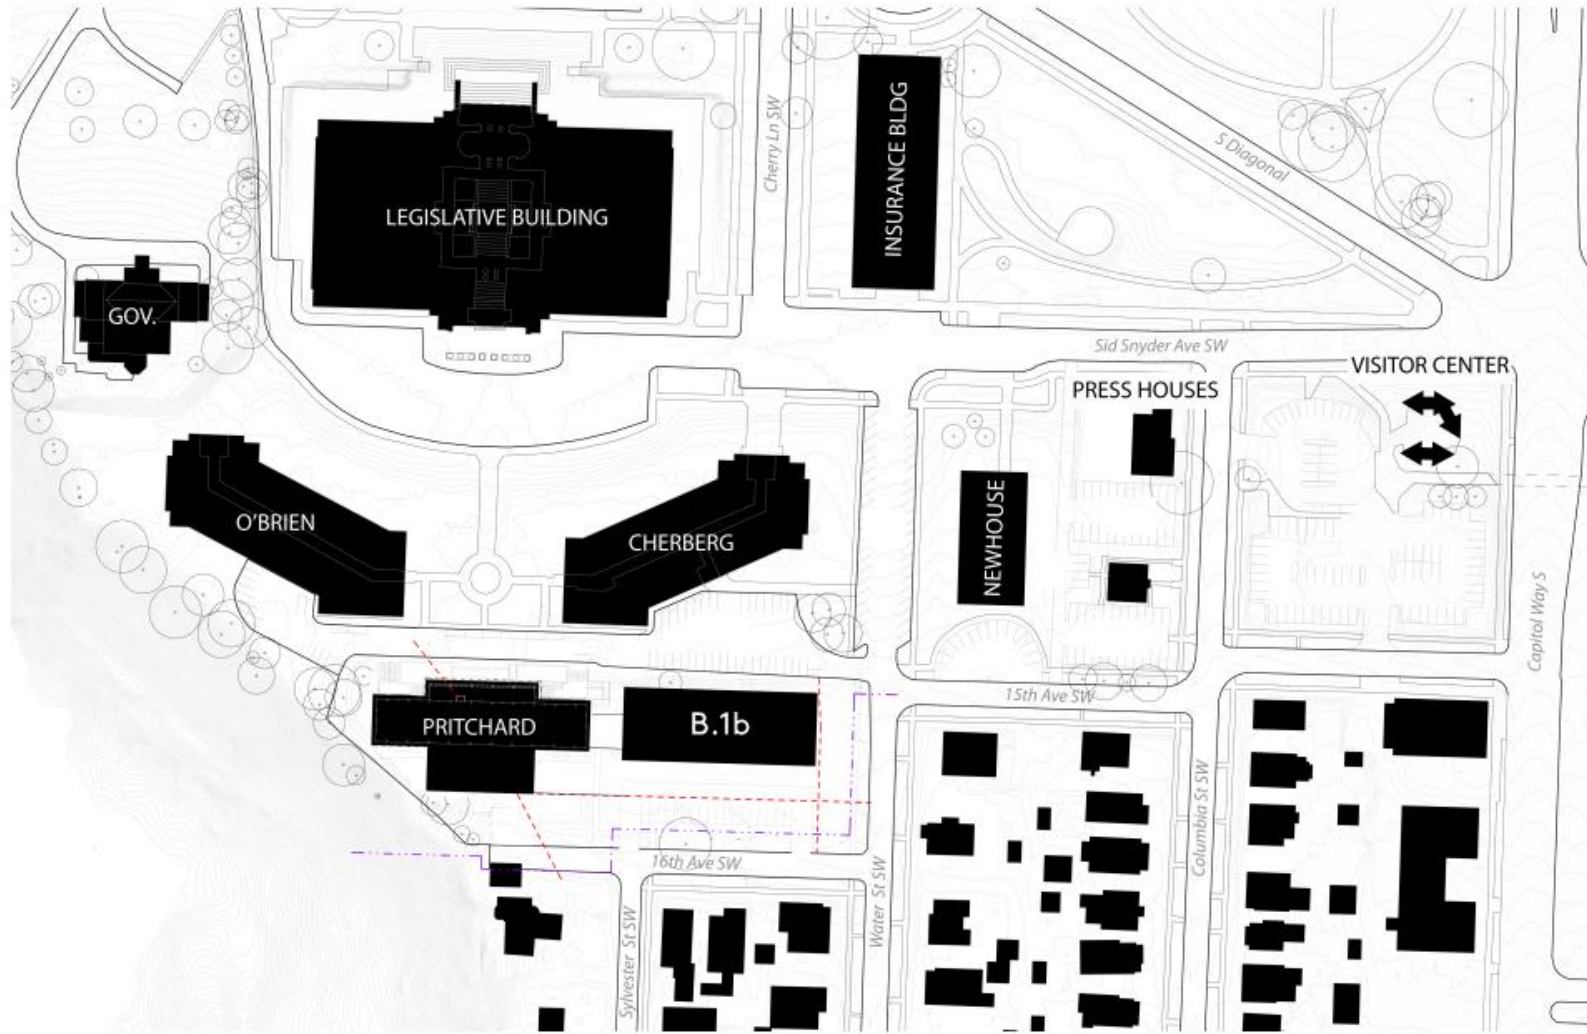 Cherry Ln SW
INSURANCE BLDG
S Diagonal
LEGISLATIVE BUILDING
GOV.
Sid Snyder Ave SW
VISITOR CENTER
PRESS HOUSES
O'BRIEN
CHERBERG
NEWHOUSE
Capitol Way S
15th Ave SW
PRITCHARD
B.1b
Columbia St SW
16th Ave SW
Water St SW
Sylvester St SW